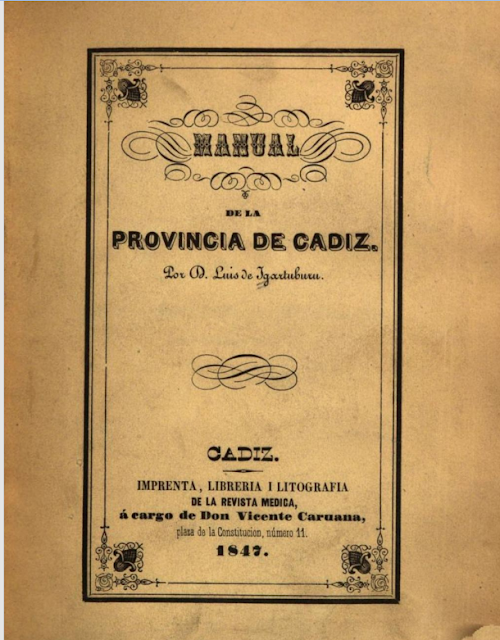 MANUAL
DE LA
PROVINCIA DE CADIZ.
Por D. Luis de Igartuburu.
CADIZ.
IMPRENTA, LIBRERIA I LITOGRAFIA
DE LA REVISTA MEDICA,
á cargo de Don Vicente Caruana,
plaza de la Constitucion, número 11.
1847.